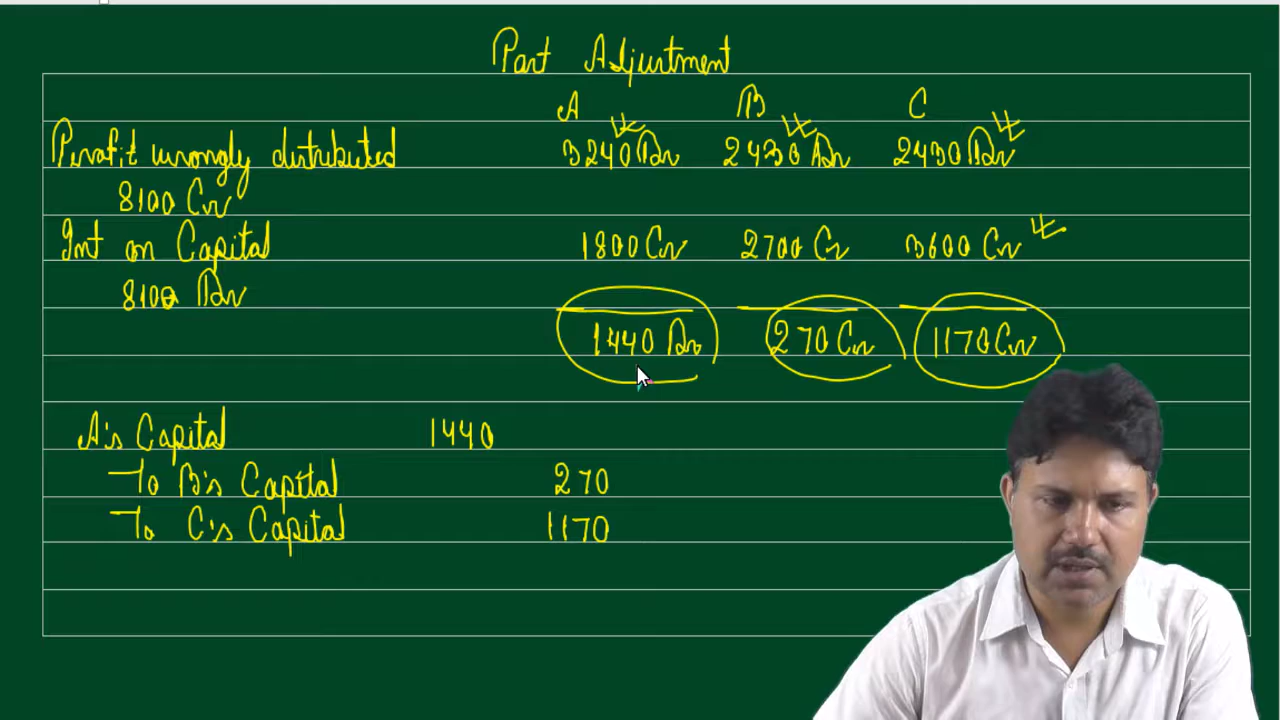 Part Adjustment
A B C
Profit wrongly distributed 3240 Dr 2430 Dr 2430 Dr
8100 Cr
Int on Capital 1800 Cr 2700 Cr 3600 Cr
8100 Dr
1440 Dr 270 Cr 1170 Cr
A's Capital 1440
To B's Capital 270
To C's Capital 1170